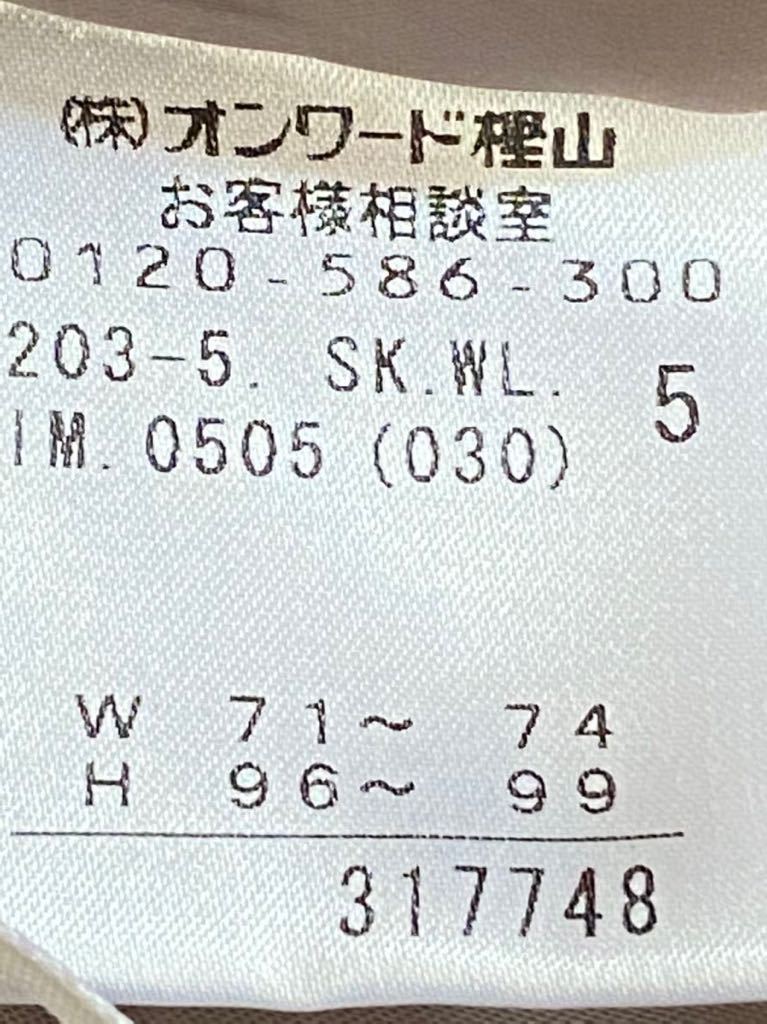 (株)オンワード樫山
お客様相談室
0120-586-300
203-5. SK.WL. 5
IM. 0505 (030)
W 71～ 74
H 96～ 99
317748